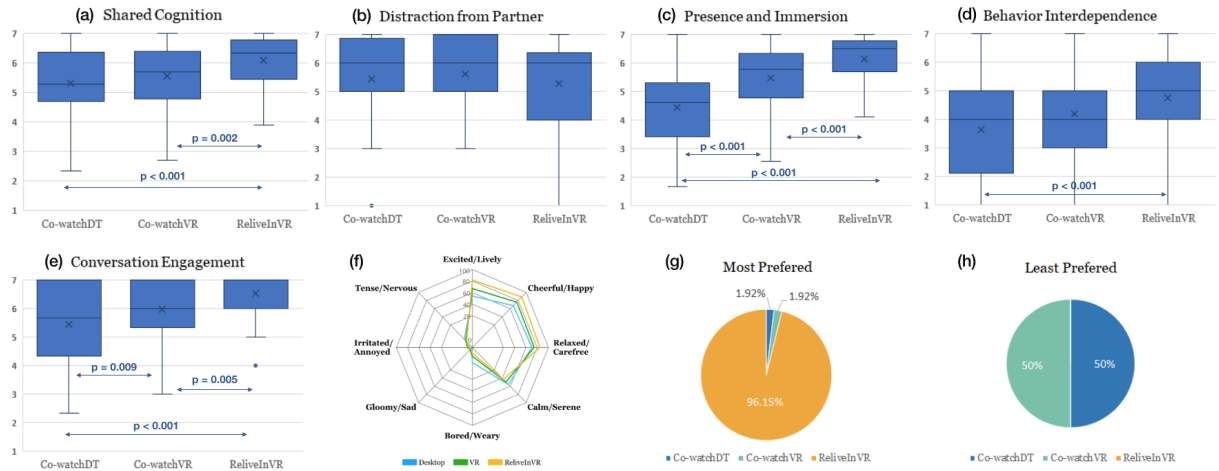 (a) Shared Cognition
7
6
5
4
3
2
1
p = 0.002
p < 0.001
Co-watchDT Co-watchVR ReliveInVR
(b) Distraction from Partner
7
6
5
4
3
2
1
Co-watchDT Co-watchVR ReliveInVR
(c) Presence and Immersion
7
6
5
4
3
2
1
p < 0.001
p < 0.001
p < 0.001
Co-watchDT Co-watchVR ReliveInVR
(d) Behavior Interdependence
7
6
5
4
3
2
1
p < 0.001
Co-watchDT Co-watchVR ReliveInVR
(e) Conversation Engagement
7
6
5
4
3
2
1
p = 0.009
p = 0.005
p < 0.001
Co-watchDT Co-watchVR ReliveInVR
(f)
Excited/Lively
100
80
60
40
20
0
Tense/Nervous
Cheerful/Happy
Irritated/
Annoyed
Relaxed/
Carefree
Gloomy/Sad
Calm/Serene
Bored/Weary
Desktop VR ReliveInVR
(g)
Most Prefered
1.92% 1.92%
96.15%
Co-watchDT Co-watchVR ReliveInVR
(h)
Least Prefered
50% 50%
Co-watchDT Co-watchVR ReliveInVR